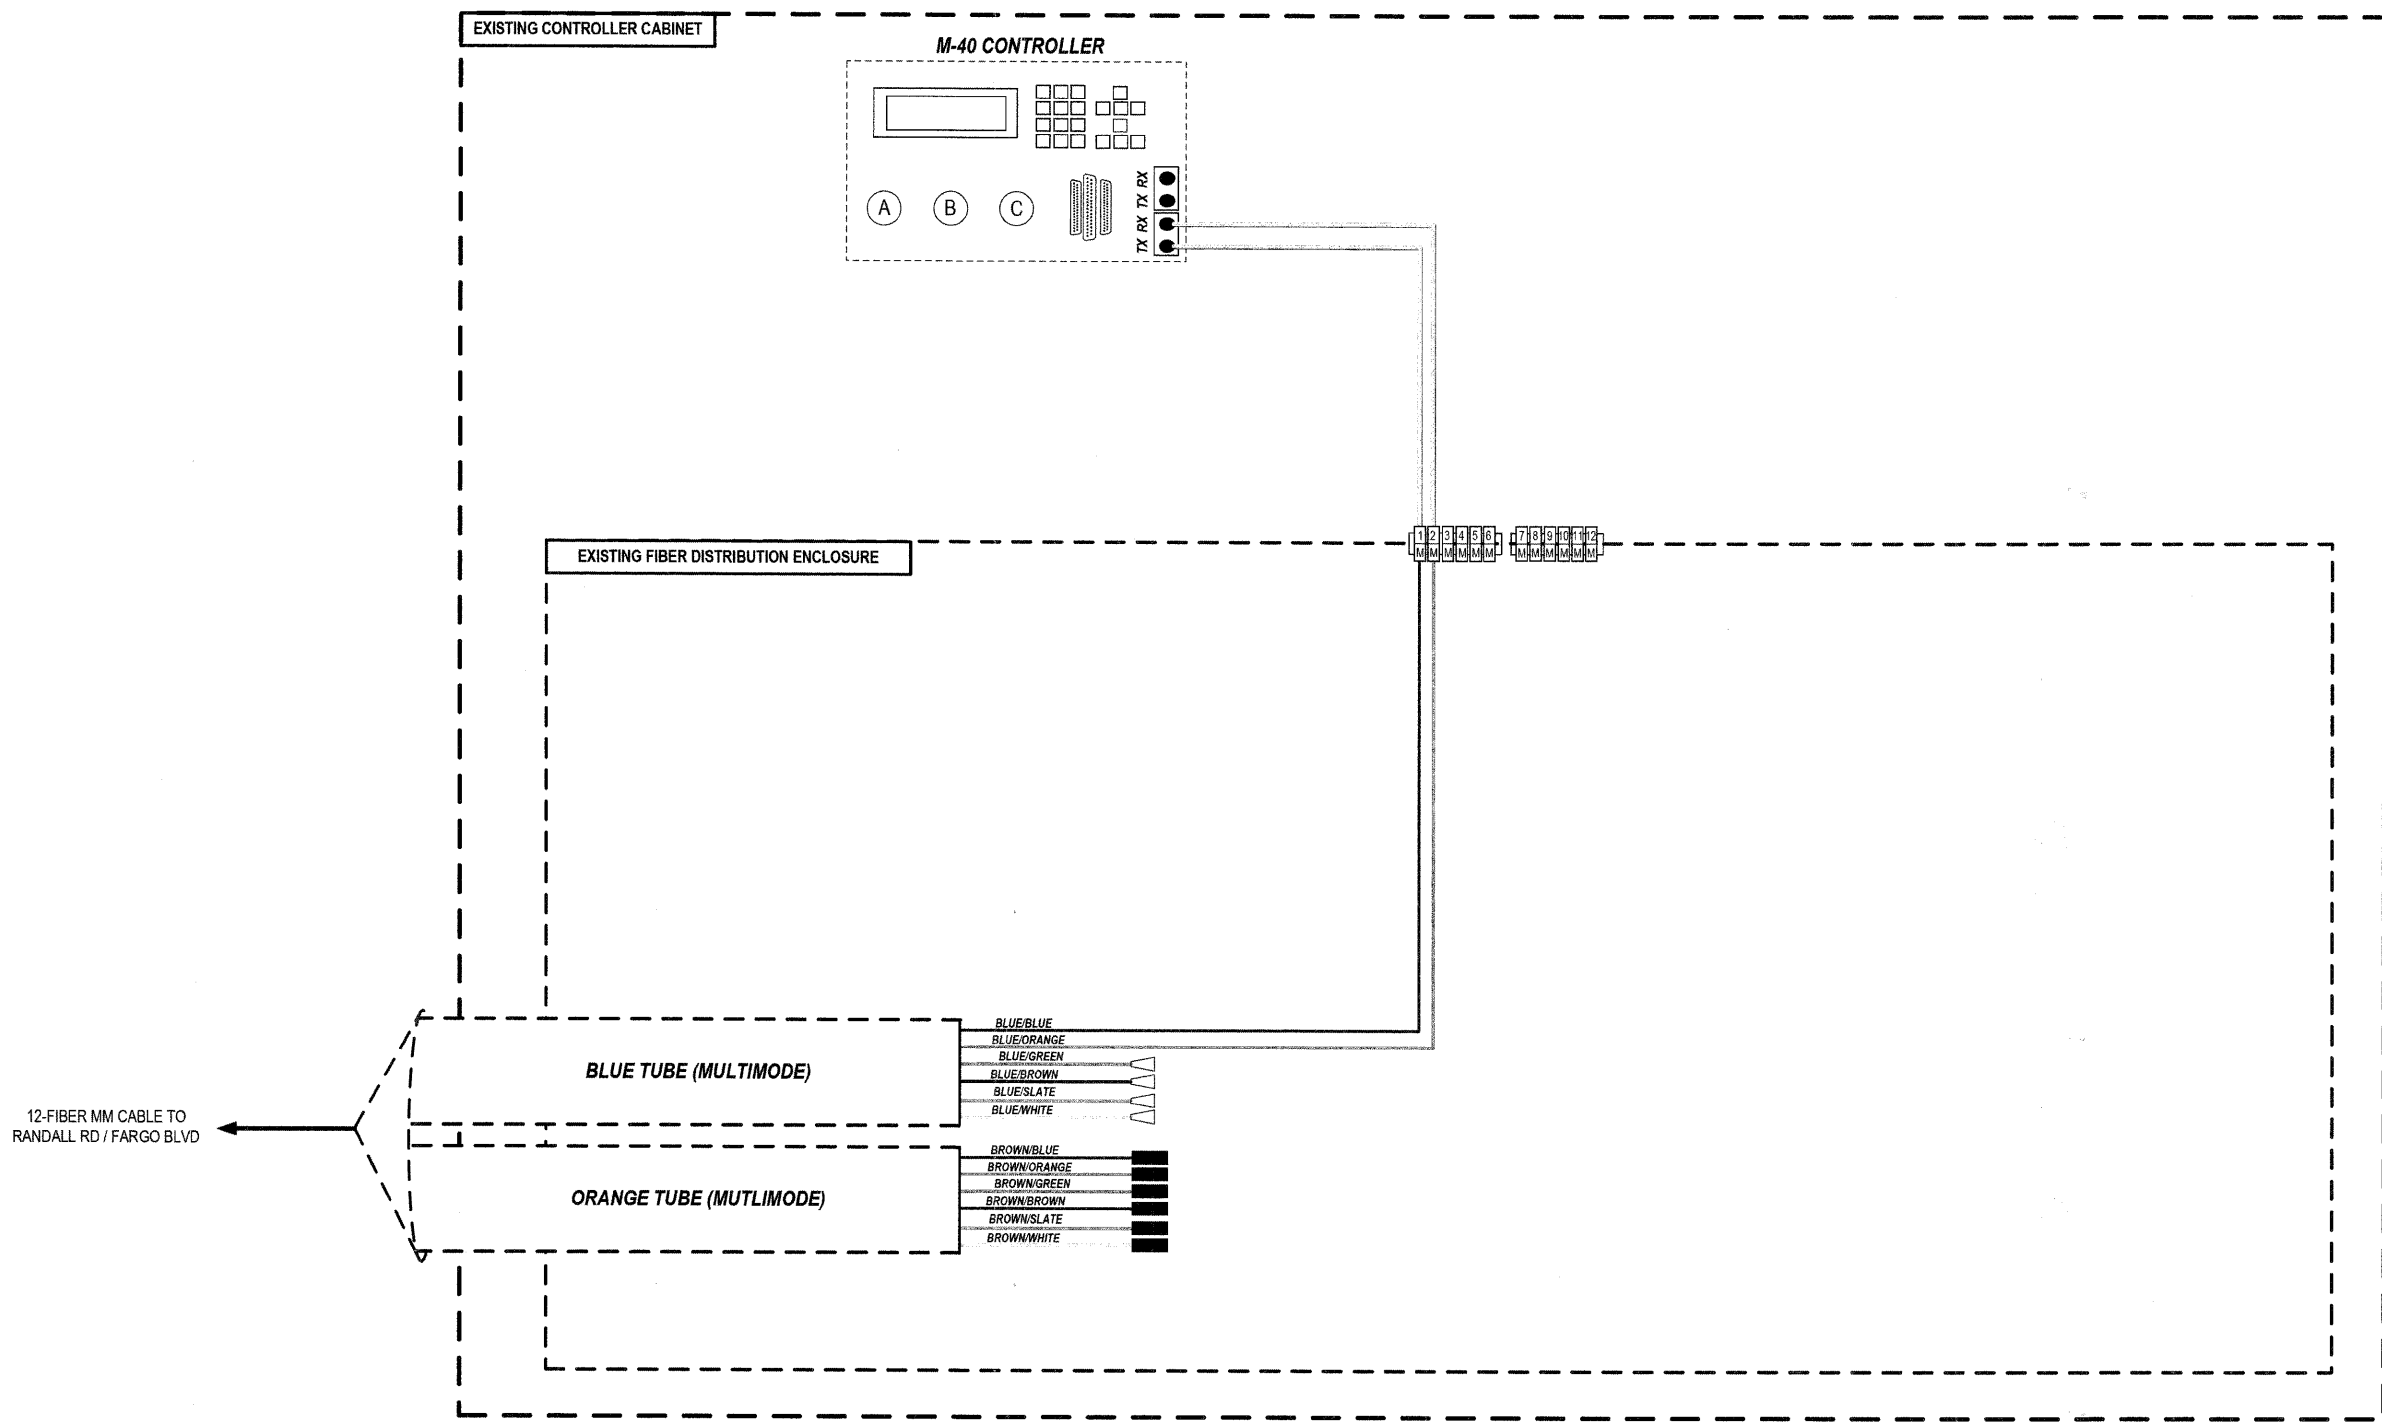 EXISTING CONTROLLER CABINET
M-40 CONTROLLER
A B C
TX RX TX RX
EXISTING FIBER DISTRIBUTION ENCLOSURE
1 2 3 4 5 6 7 8 9 10 11 12
M M M M M M M M M M M M
BLUE TUBE (MULTIMODE)
BLUE/BLUE
BLUE/ORANGE
BLUE/GREEN
BLUE/BROWN
BLUE/SLATE
BLUE/WHITE
12-FIBER MM CABLE TO
RANDALL RD / FARGO BLVD
ORANGE TUBE (MUTLIMODE)
BROWN/BLUE
BROWN/ORANGE
BROWN/GREEN
BROWN/BROWN
BROWN/SLATE
BROWN/WHITE